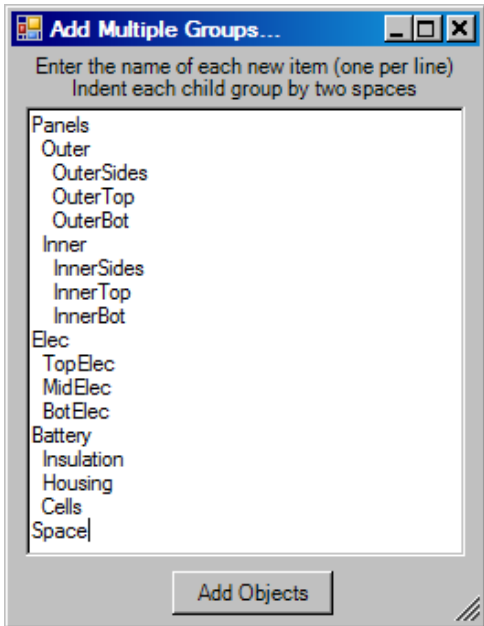 Add Multiple Groups...
Enter the name of each new item (one per line)
Indent each child group by two spaces
Panels
  Outer
    OuterSides
    OuterTop
    OuterBot
  Inner
    InnerSides
    InnerTop
    InnerBot
Elec
  TopElec
  MidElec
  BotElec
Battery
  Insulation
  Housing
  Cells
Space
Add Objects